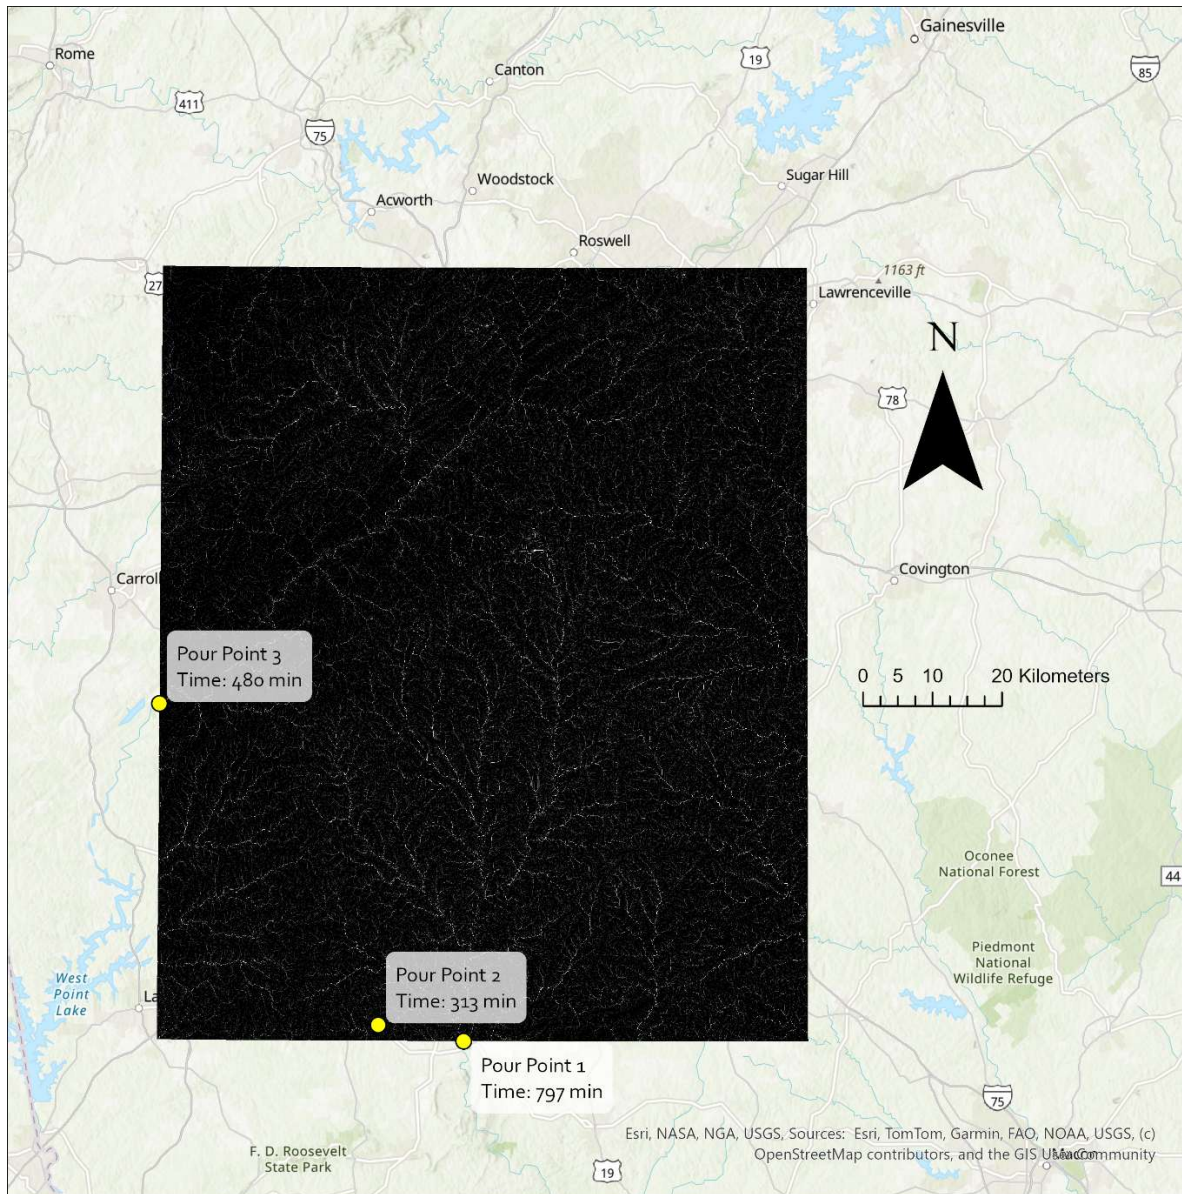 Gainesville
Rome
19
Canton
85
411
75
Sugar Hill
Woodstock
Acworth
Roswell
1163 ft
27
Lawrenceville
N
78
Covington
Carroll
Pour Point 3
Time: 480 min
0 5 10 20 Kilometers
Oconee
National Forest
44
Piedmont
National
Wildlife Refuge
West
Point
Lake
La
Pour Point 2
Time: 313 min
Pour Point 1
Time: 797 min
75
Esri, NASA, NGA, USGS, Sources: Esri, TomTom, Garmin, FAO, NOAA, USGS, (c)
OpenStreetMap contributors, and the GIS User Community
F. D. Roosevelt
State Park
19